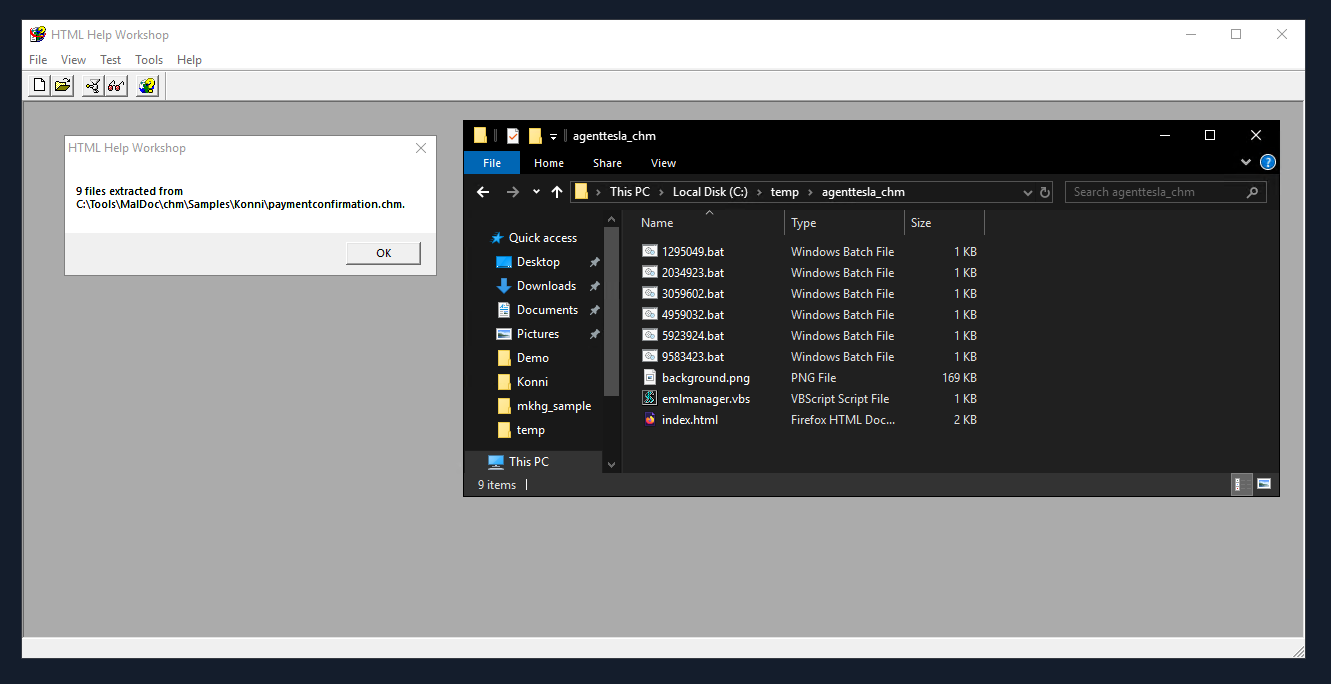 HTML Help Workshop
File View Test Tools Help
HTML Help Workshop
9 files extracted from
C:\Tools\MalDoc\chm\Samples\Konni\paymentconfirmation.chm.
OK
agenttesla_chm
File Home Share View
This PC Local Disk (C:) temp agenttesla_chm
Search agenttesla_chm
Quick access
Desktop
Downloads
Documents
Pictures
Demo
Konni
mkhg_sample
temp
This PC
Name Type Size
1295049.bat Windows Batch File 1 KB
2034923.bat Windows Batch File 1 KB
3059602.bat Windows Batch File 1 KB
4959032.bat Windows Batch File 1 KB
5923924.bat Windows Batch File 1 KB
9583423.bat Windows Batch File 1 KB
background.png PNG File 169 KB
emlmanager.vbs VBScript Script File 1 KB
index.html Firefox HTML Doc... 2 KB
9 items